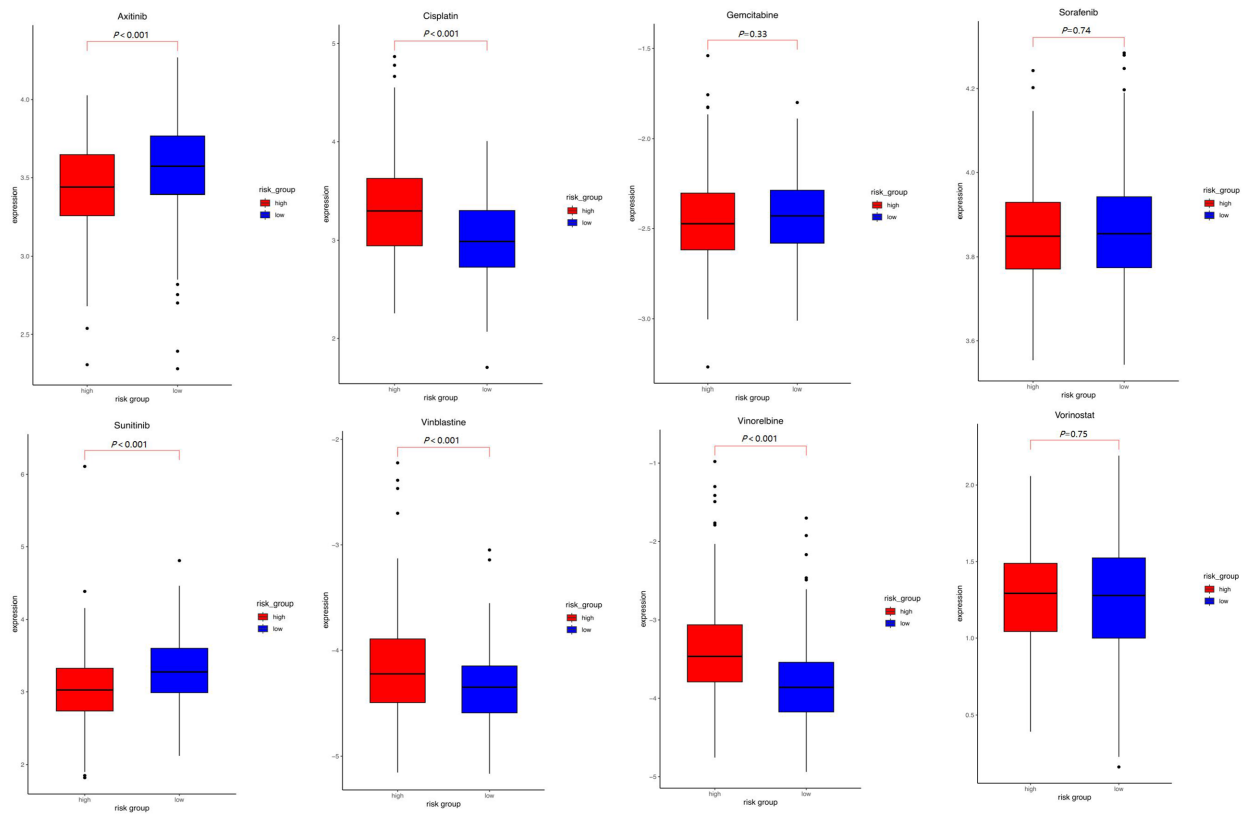 Axitinib
P < 0.001
4.0
3.5
3.0
2.5
expression
high
low
risk group
risk_group
high
low
Cisplatin
P < 0.001
5
4
3
2
expression
high
low
risk group
risk_group
high
low
Gemcitabine
P=0.33
−1.5
−2.0
−2.5
−3.0
expression
high
low
risk group
risk_group
high
low
Sorafenib
P=0.74
4.2
4.0
3.8
3.6
expression
high
low
risk group
risk_group
high
low
Sunitinib
P < 0.001
6
5
4
3
2
expression
high
low
risk group
risk_group
high
low
Vinblastine
P < 0.001
−2
−3
−4
−5
expression
high
low
risk group
risk_group
high
low
Vinorelbine
P < 0.001
−1
−2
−3
−4
−5
expression
high
low
risk group
risk_group
high
low
Vorinostat
P=0.75
2.0
1.5
1.0
0.5
expression
high
low
risk group
risk_group
high
low